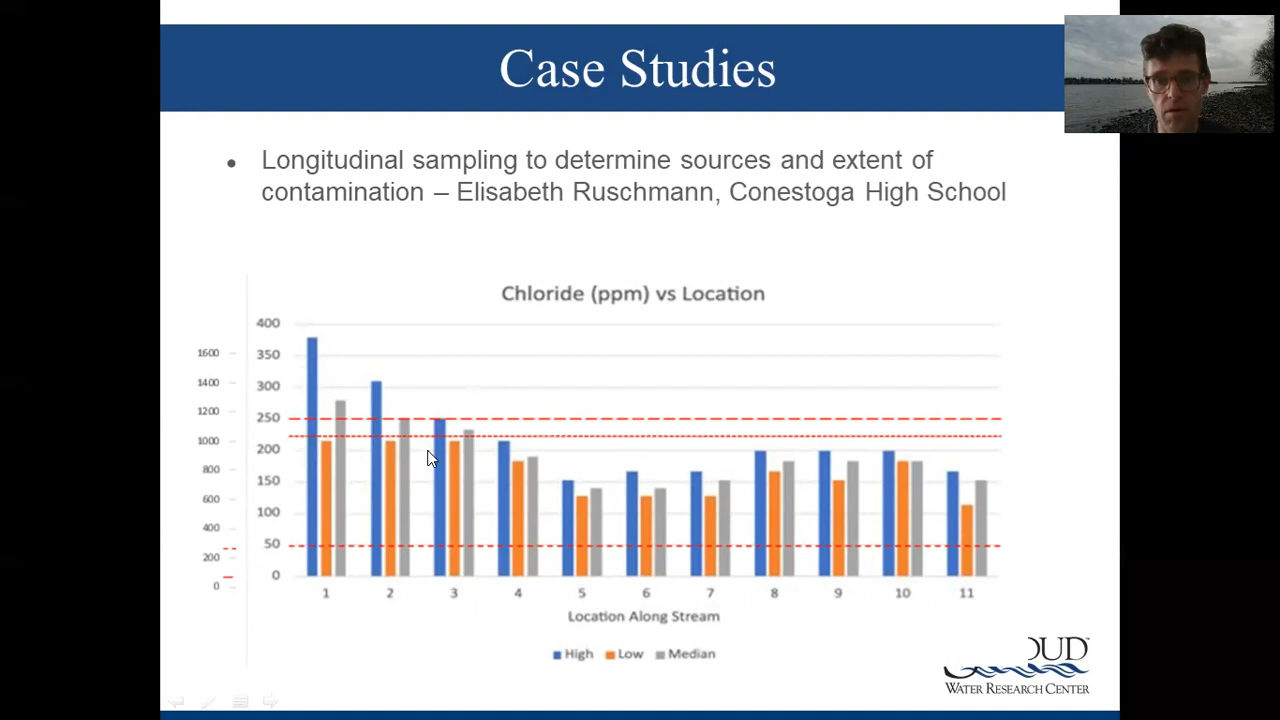 Case Studies
• Longitudinal sampling to determine sources and extent of
contamination – Elisabeth Ruschmann, Conestoga High School
Chloride (ppm) vs Location
1600
1400
1200
1000
800
600
400
200
0
400
350
300
250
200
150
100
50
0
1 2 3 4 5 6 7 8 9 10 11
Location Along Stream
High Low Median
OUD
WATER RESEARCH CENTER